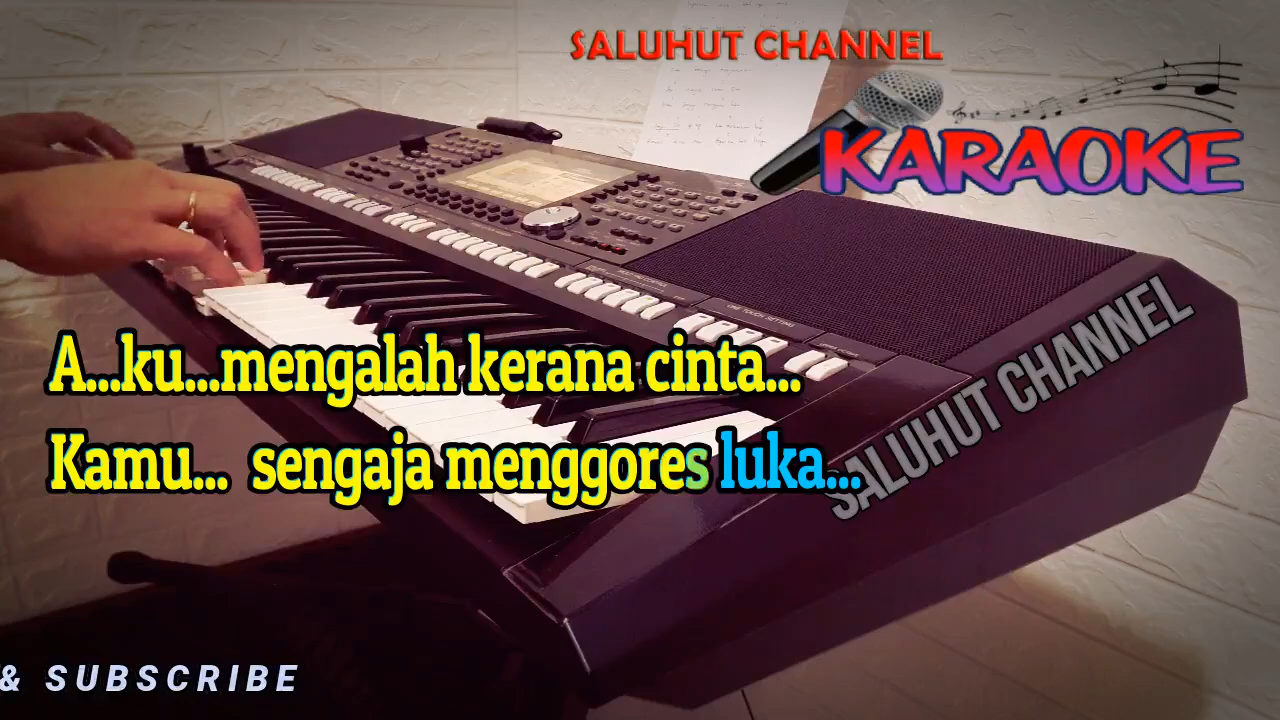 SALUHUT CHANNEL
KARAOKE
A...ku...mengalah kerana cinta...
Kamu... sengaja menggores luka...
SALUHUT CHANNEL
& SUBSCRIBE